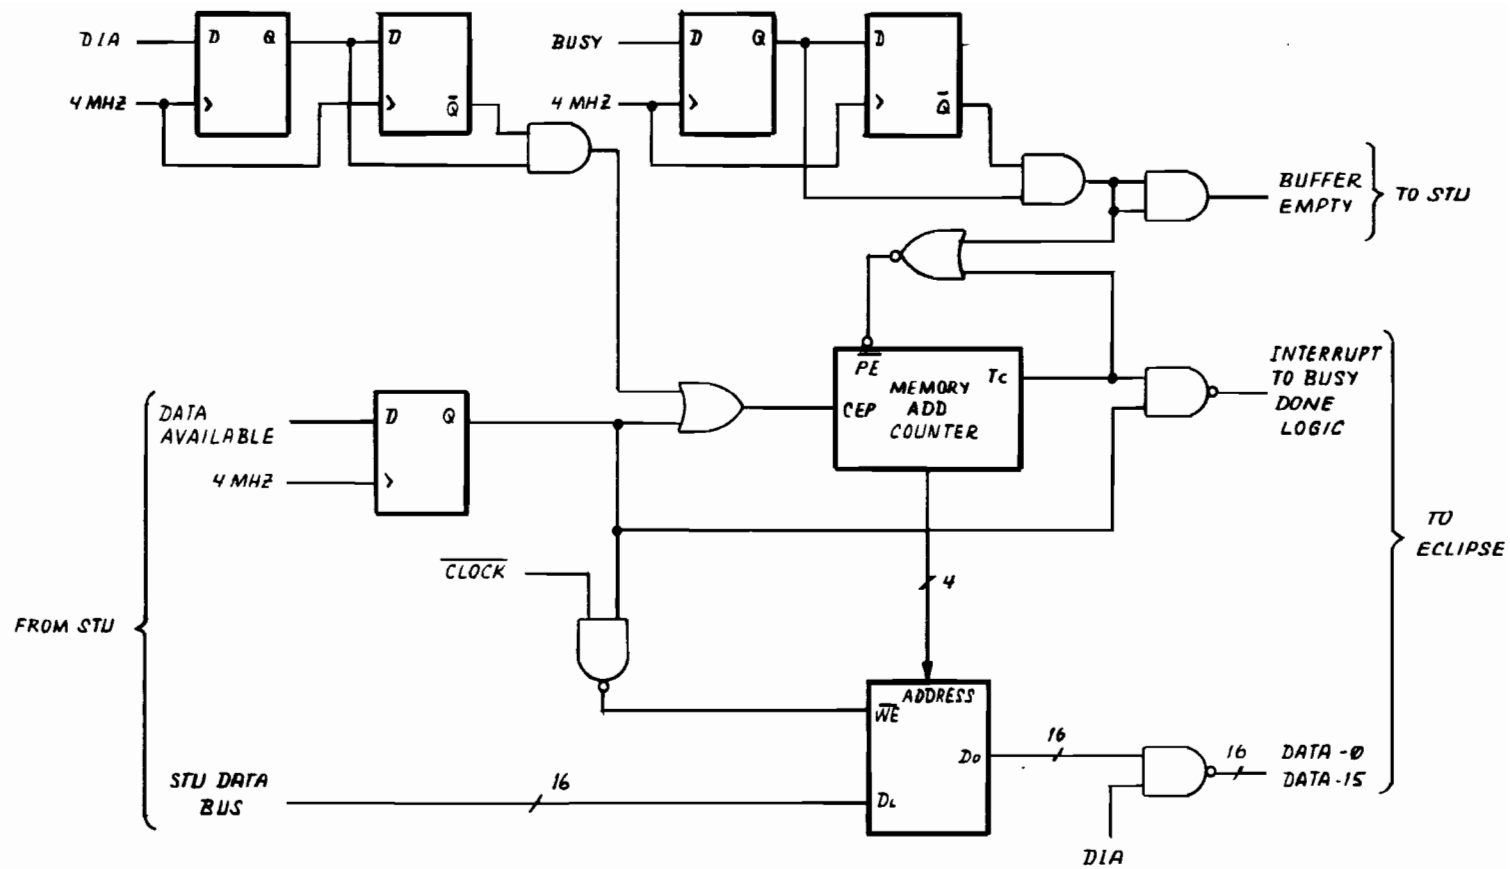 DIA
D Q
D
Q̅
4 MHZ
BUSY
D Q
D
Q̅
4 MHZ
BUFFER
EMPTY
TO STU
PE
TC
MEMORY
ADD
COUNTER
CEP
INTERRUPT
TO BUSY
DONE
LOGIC
DATA
AVAILABLE
D Q
4 MHZ
CLOCK
4
TO
ECLIPSE
FROM STU
ADDRESS
WE
DO
16
16
DATA-0
DATA-15
STU DATA
BUS
16
DI
DIA